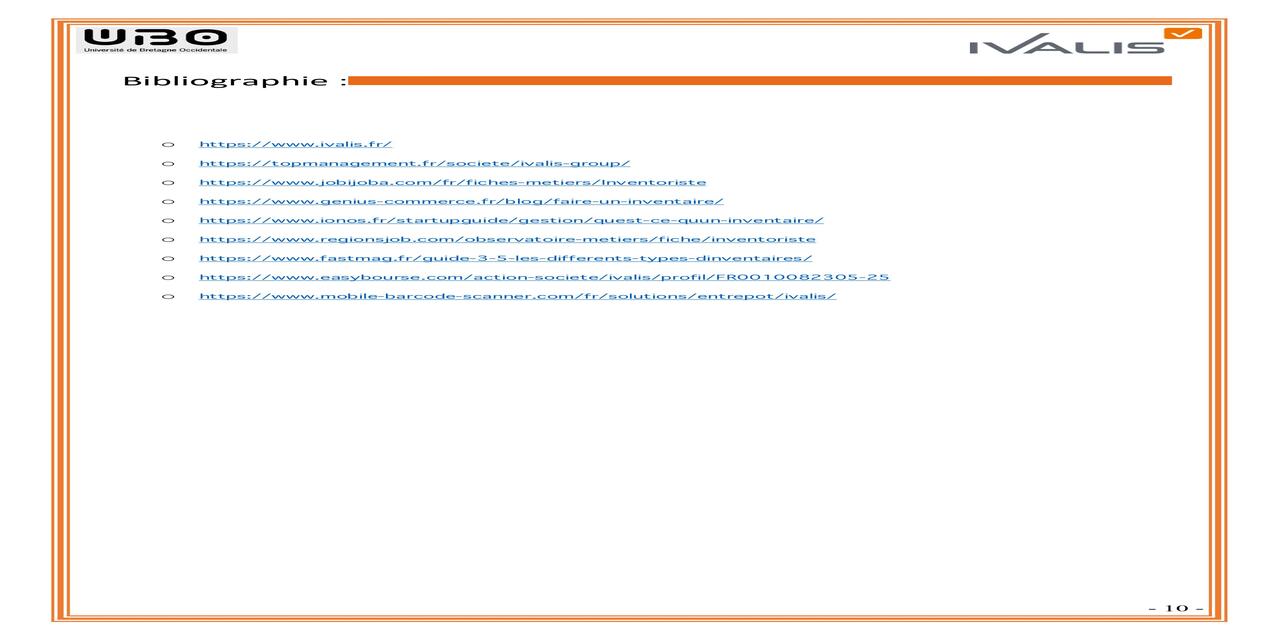 UBO
Université de Bretagne Occidentale
IVALIS
Bibliographie :
o https://www.ivalis.fr/
o https://topmanagement.fr/societe/ivalis-group/
o https://www.jobijoba.com/fr/fiches-metiers/Inventoriste
o https://www.genius-commerce.fr/blog/faire-un-inventaire/
o https://www.ionos.fr/startupguide/gestion/quest-ce-quun-inventaire/
o https://www.regionsjob.com/observatoire-metiers/fiche/inventoriste
o https://www.fastmag.fr/guide-3-5-les-differents-types-dinventaires/
o https://www.easybourse.com/action-societe/ivalis/profil/FR0010082305-25
o https://www.mobile-barcode-scanner.com/fr/solutions/entrepot/ivalis/
- 10 -